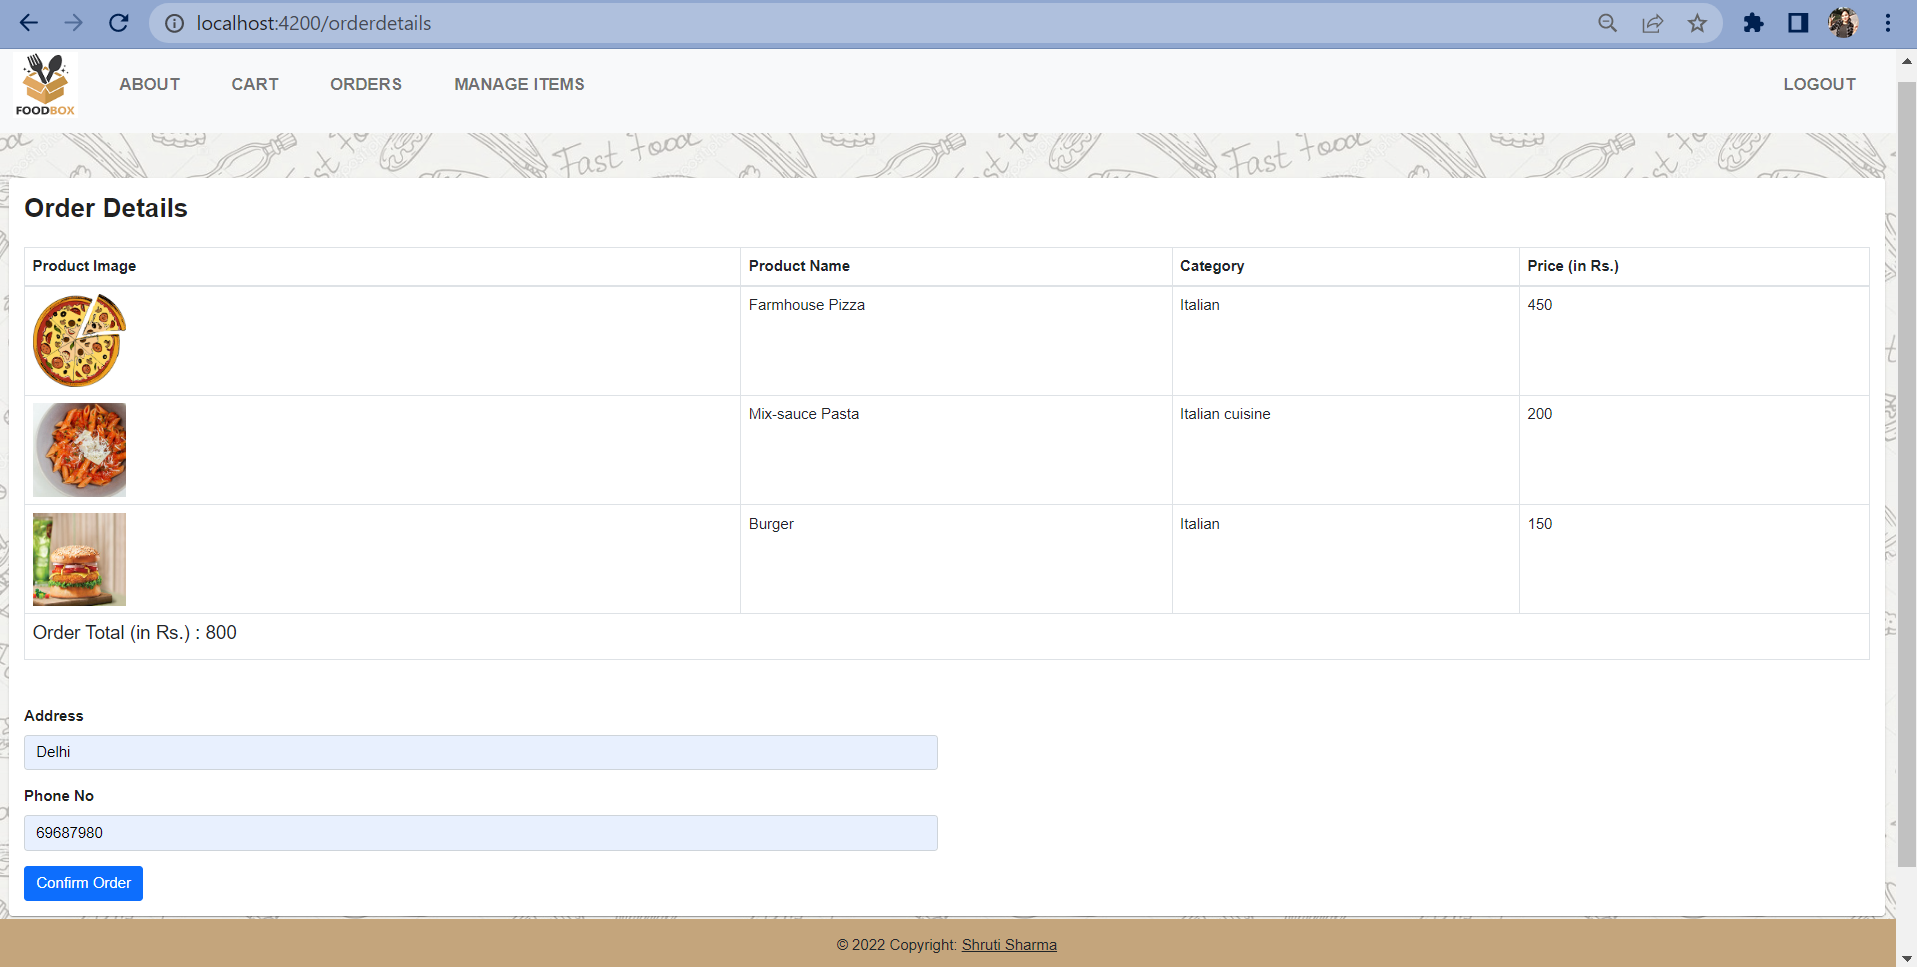 localhost:4200/orderdetails
FOODBOX
ABOUT CART ORDERS MANAGE ITEMS LOGOUT
Fast Food Fast Food
Order Details
Product Image Product Name Category Price (in Rs.)
Farmhouse Pizza Italian 450
Mix-sauce Pasta Italian cuisine 200
Burger Italian 150
Order Total (in Rs.) : 800
Address
Delhi
Phone No
69687980
Confirm Order
© 2022 Copyright: Shruti Sharma